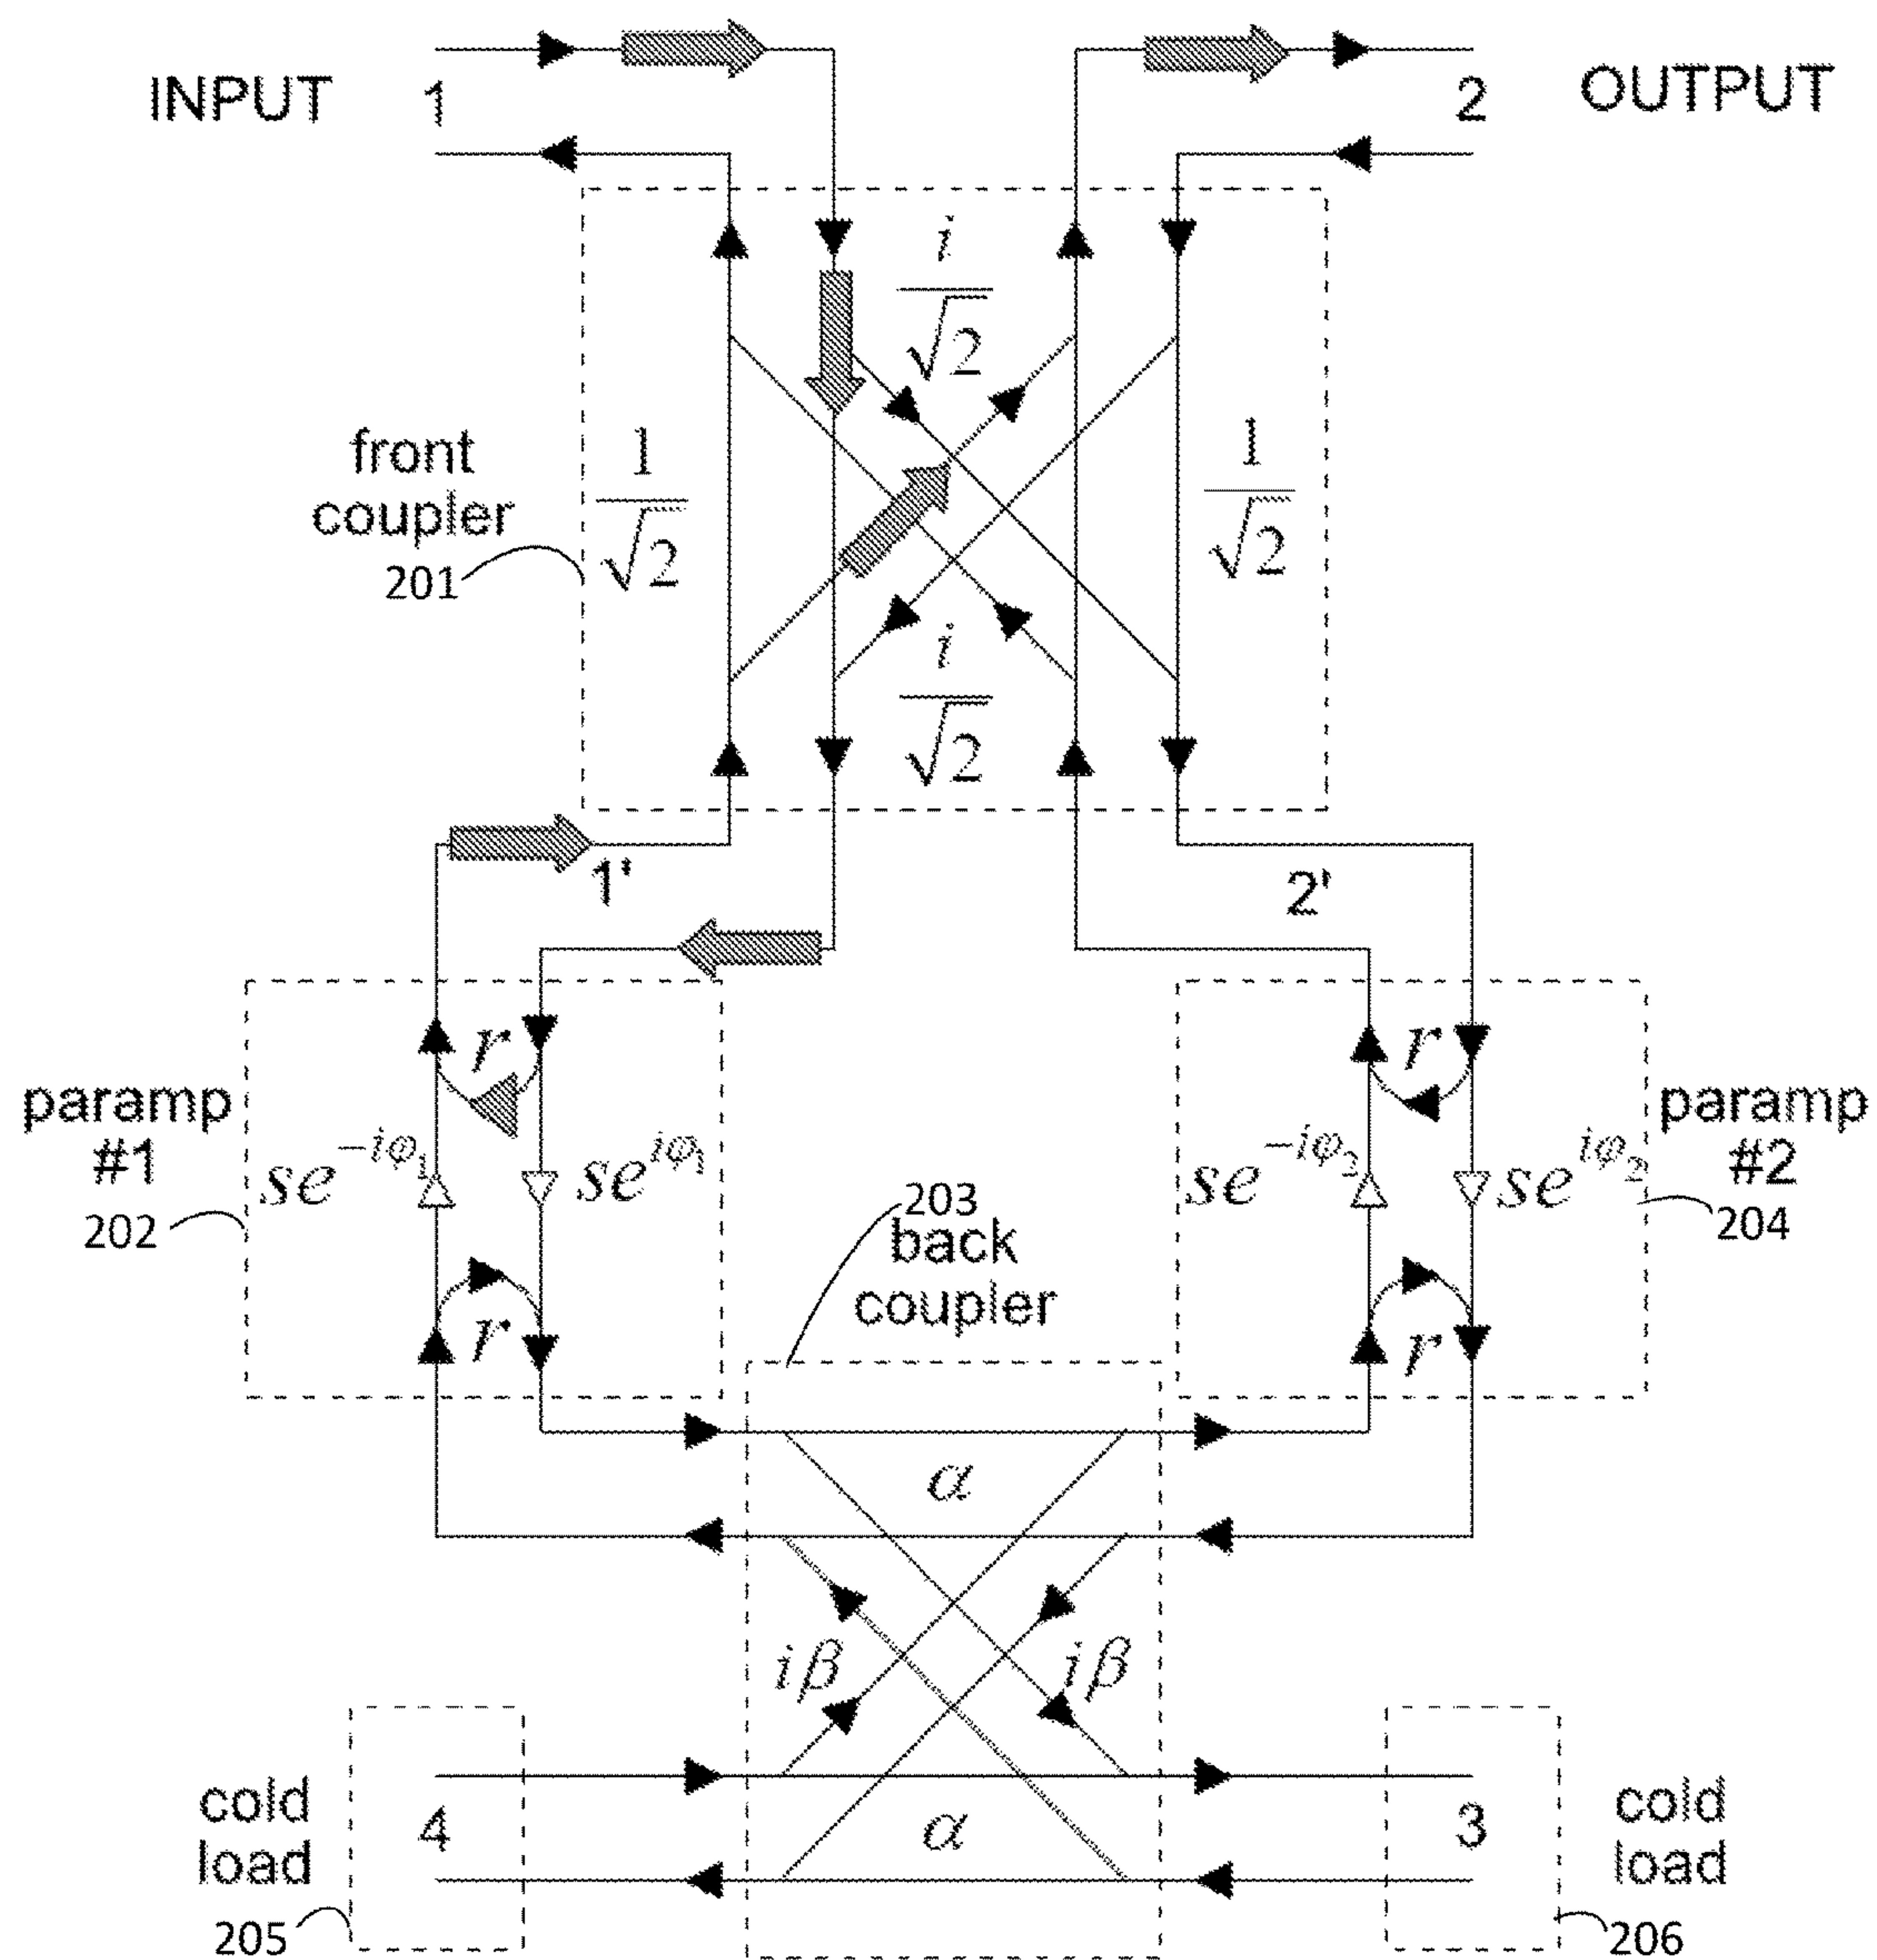 INPUT
1
2
OUTPUT
front
coupler
201
1
√2
i
√2
1
√2
i
√2
1'
2'
paramp
#1
202
r
se^{-iφ₁}
se^{iφ₁}
r
paramp
#2
204
r
se^{-iφ₂}
se^{iφ₂}
r
203
back
coupler
α
iβ
iβ
α
cold
load
205
4
3
cold
load
206